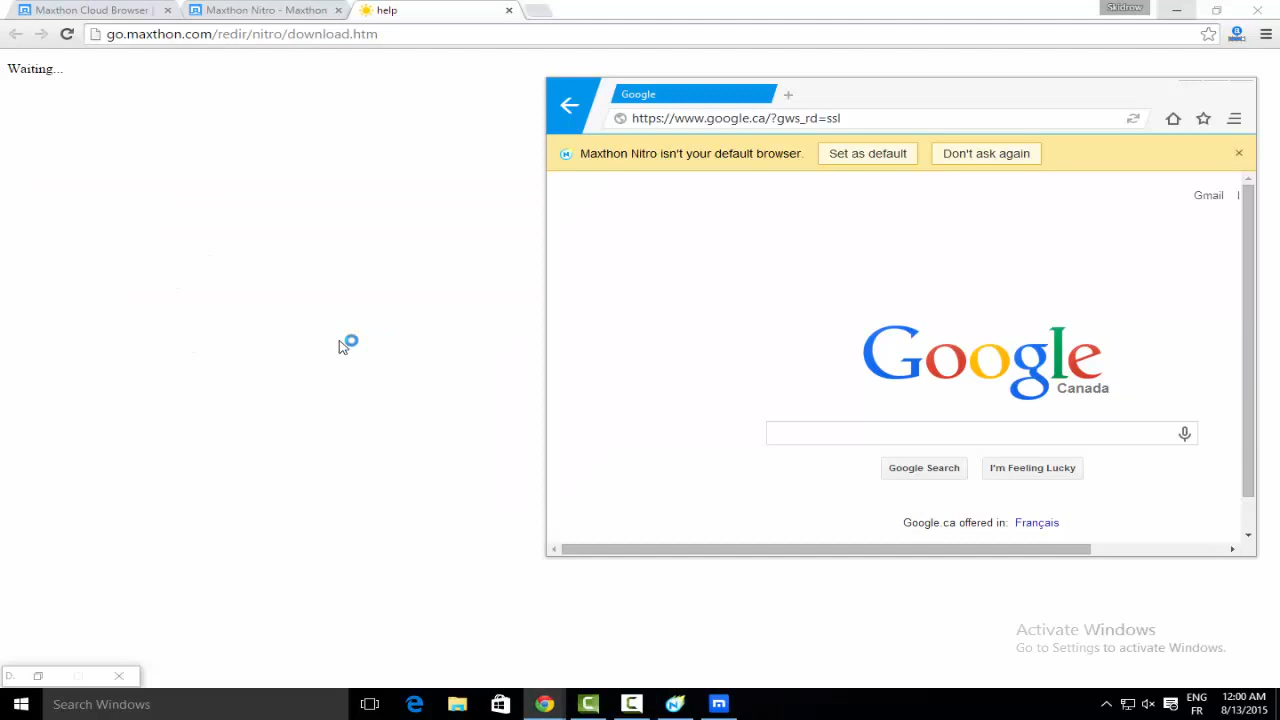 Maxthon Cloud Browser |
Maxthon Nitro - Maxthon
help
Skidrow
go.maxthon.com/redir/nitro/download.htm
Waiting...
Google
https://www.google.ca/?gws_rd=ssl
Maxthon Nitro isn't your default browser.
Set as default
Don't ask again
Gmail
Google
Canada
Google Search
I'm Feeling Lucky
Google.ca offered in: Français
Activate Windows
Go to Settings to activate Windows.
D.
Search Windows
ENG
FR
12:00 AM
8/13/2015